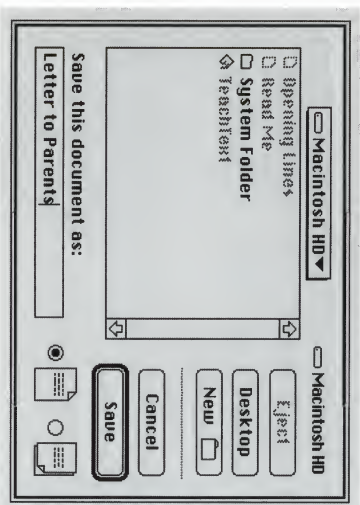 Macintosh HD
Macintosh HD
Opening Lines
Read Me
System Folder
TeachText
Eject
Desktop
New
Cancel
Save
Save this document as:
Letter to Parents